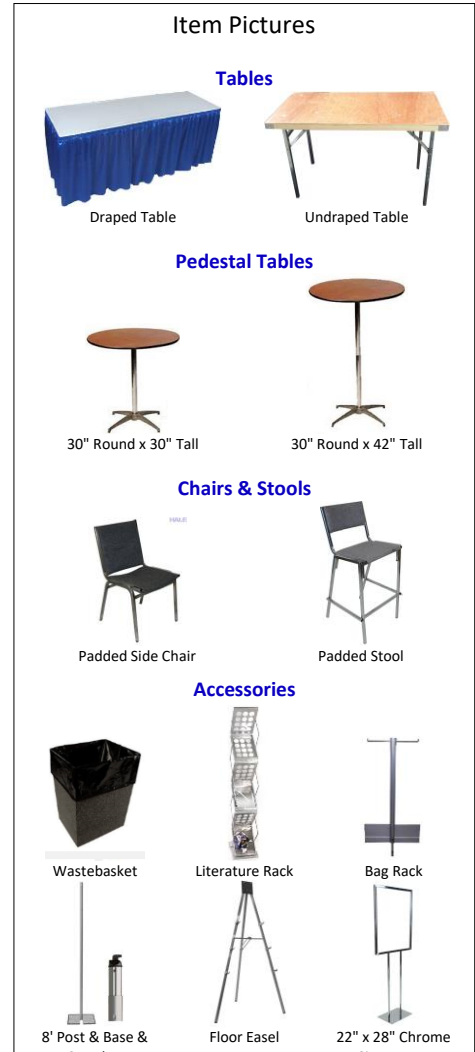 Item Pictures
Tables
Draped Table
Undraped Table
Pedestal Tables
30" Round x 30" Tall
30" Round x 42" Tall
Chairs & Stools
Padded Side Chair
Padded Stool
Accessories
Wastebasket
Literature Rack
Bag Rack
8' Post & Base &
Floor Easel
22" x 28" Chrome